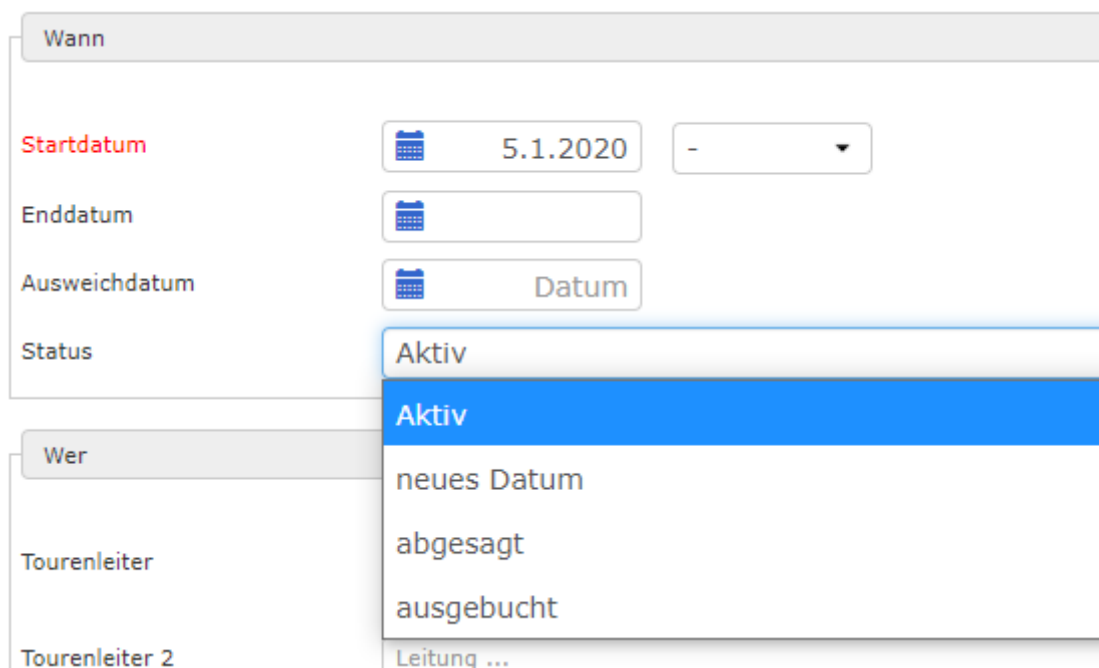 Wann
Startdatum 5.1.2020 -
Enddatum
Ausweichdatum Datum
Status Aktiv
Aktiv
neues Datum
abgesagt
ausgebucht
Wer
Tourenleiter
Tourenleiter 2 Leitung ...